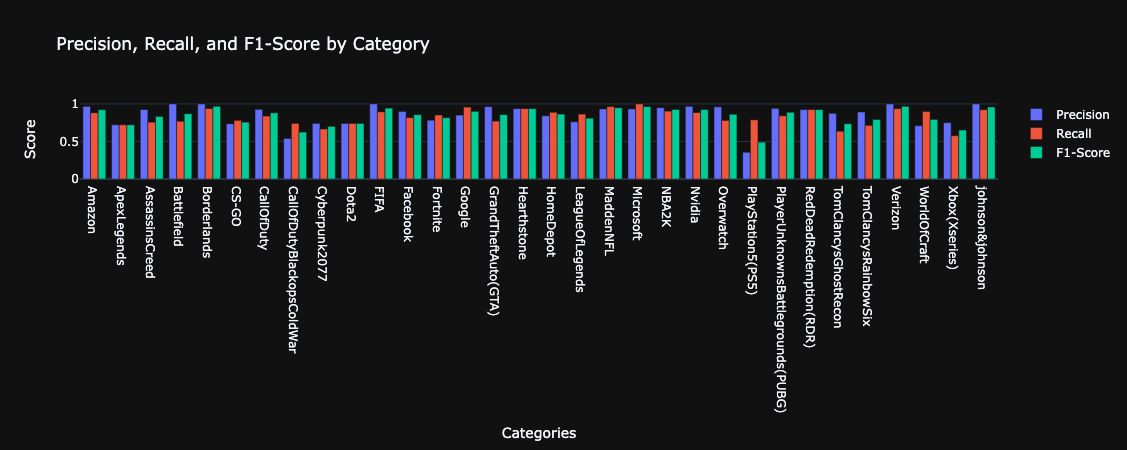 Precision, Recall, and F1-Score by Category
1
0.5
0
Score
Precision
Recall
F1-Score
Amazon
ApexLegends
AssassinsCreed
Battlefield
Borderlands
CS-GO
CallOfDuty
CallOfDutyBlackopsColdWar
Cyberpunk2077
Dota2
FIFA
Facebook
Fortnite
Google
GrandTheftAuto(GTA)
Hearthstone
HomeDepot
LeagueOfLegends
MaddenNFL
Microsoft
NBA2K
Nvidia
Overwatch
PlayStation5(PS5)
PlayerUnknownsBattlegrounds(PUBG)
RedDeadRedemption(RDR)
TomClancysGhostRecon
TomClancysRainbowSix
Verizon
WorldOfCraft
Xbox(Xseries)
johnson&johnson
Categories